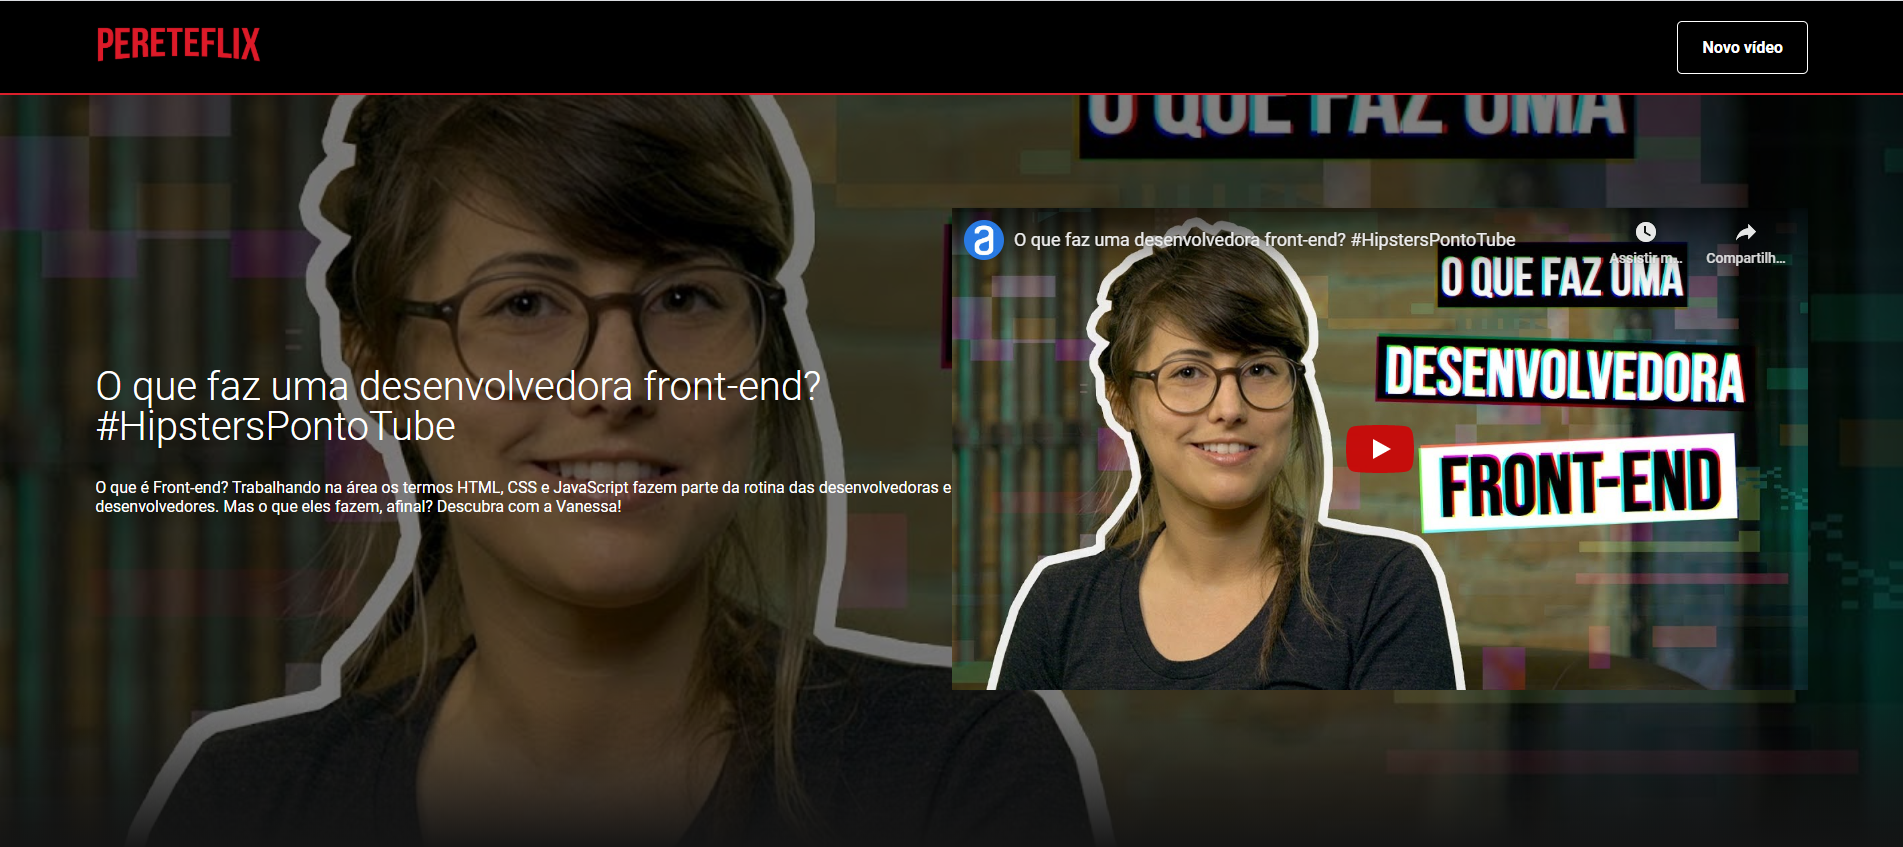 PERETEFLIX
Novo vídeo
O QUE FAZ UMA
O que faz uma desenvolvedora front-end?
#HipstersPontoTube
O que é Front-end? Trabalhando na área os termos HTML, CSS e JavaScript fazem parte da rotina das desenvolvedoras e
desenvolvedores. Mas o que eles fazem, afinal? Descubra com a Vanessa!
a
O que faz uma desenvolvedora front-end? #HipstersPontoTube
Assistir m...
Compartilh...
O QUE FAZ UMA
DESENVOLVEDORA
FRONT-END